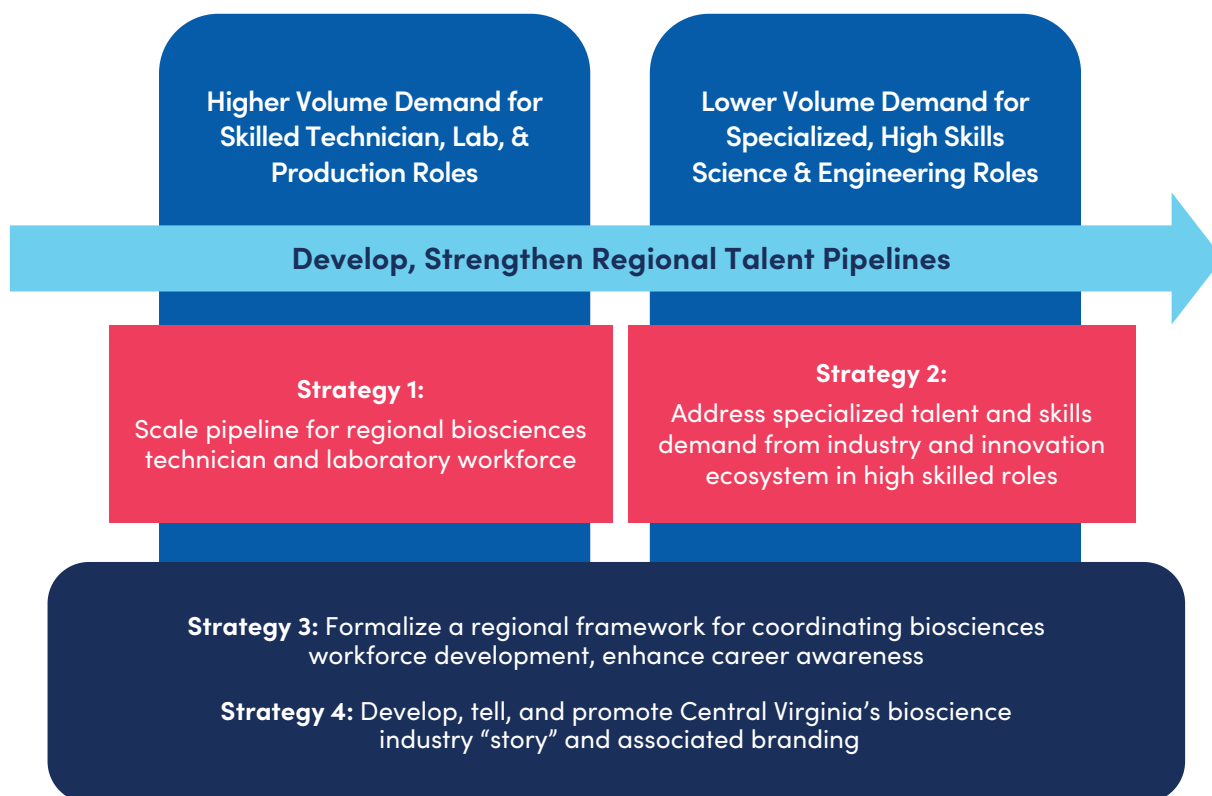 Higher Volume Demand for
Skilled Technician, Lab, &
Production Roles
Lower Volume Demand for
Specialized, High Skills
Science & Engineering Roles
Develop, Strengthen Regional Talent Pipelines
Strategy 1:
Scale pipeline for regional biosciences
technician and laboratory workforce
Strategy 2:
Address specialized talent and skills
demand from industry and innovation
ecosystem in high skilled roles
Strategy 3: Formalize a regional framework for coordinating biosciences
workforce development, enhance career awareness
Strategy 4: Develop, tell, and promote Central Virginia’s bioscience
industry “story” and associated branding